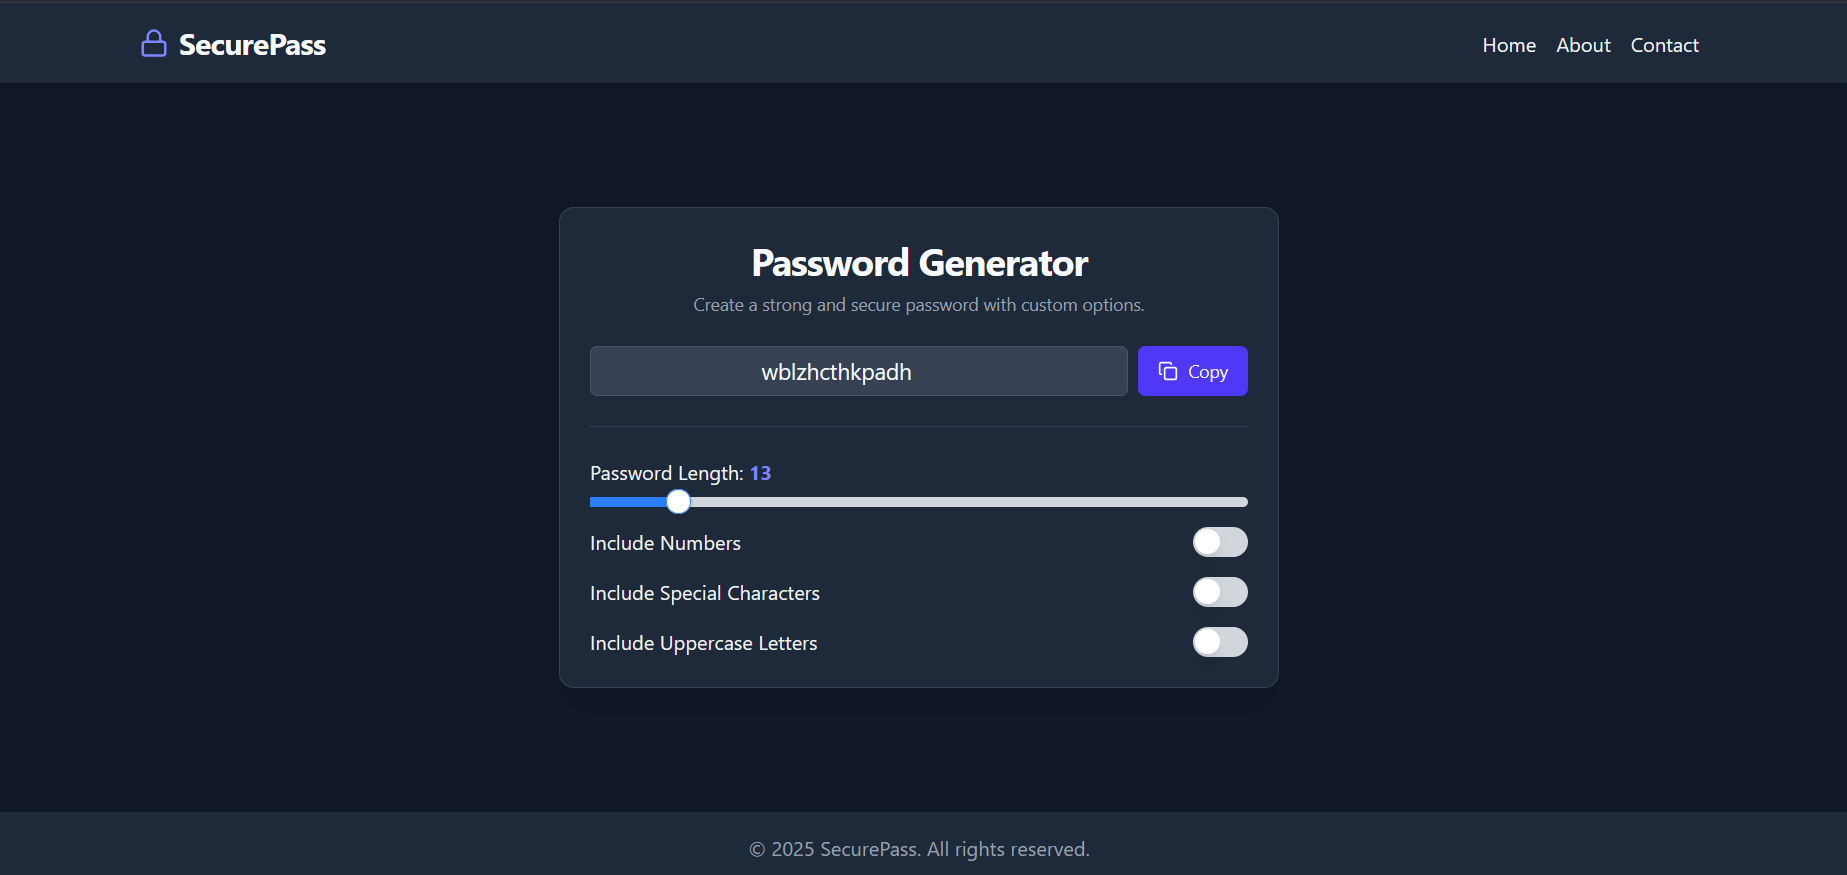 SecurePass
Home About Contact
Password Generator
Create a strong and secure password with custom options.
wblzhcthkpadh
Copy
Password Length: 13
Include Numbers
Include Special Characters
Include Uppercase Letters
© 2025 SecurePass. All rights reserved.